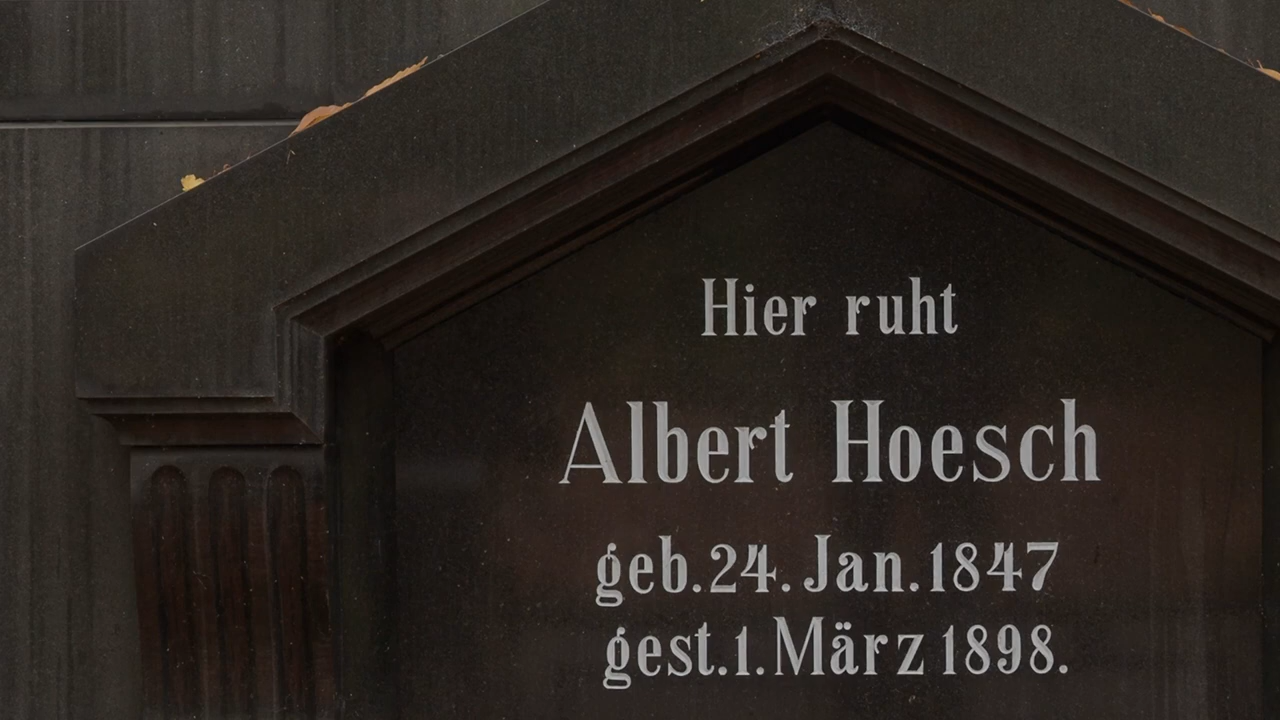 Hier ruht
Albert Hoesch
geb. 24. Jan. 1847
gest. 1. März 1898.